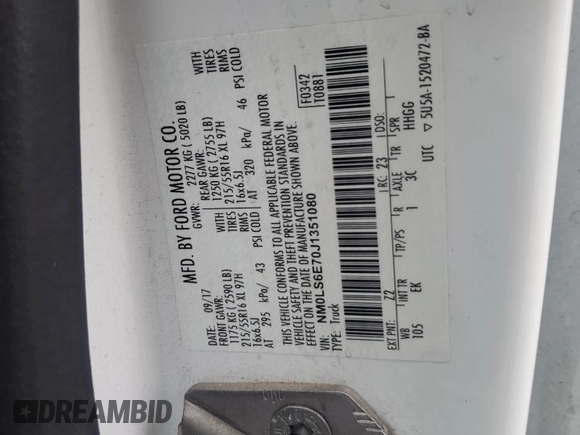 MFD. BY FORD MOTOR CO.
DATE: 09/17
GVWR: 2277 KG ( 5020 LB)
FRONT GAWR:
1175 KG ( 2590 LB)
215/55R16 XL 97H
16x6.5J
AT 295 kPa/ 43 PSI COLD
WITH
TIRES
RIMS
REAR GAWR:
1250 KG ( 2755 LB)
215/55R16 XL 97H
16x6.5J
AT 320 kPa/ 46 PSI COLD
WITH
TIRES
RIMS
THIS VEHICLE CONFORMS TO ALL APPLICABLE FEDERAL MOTOR
VEHICLE SAFETY AND THEFT PREVENTION STANDARDS IN
EFFECT ON THE DATE OF MANUFACTURE SHOWN ABOVE.
VIN: NM0LS6E70J1351080
TYPE: Truck
F0342
T0881
EXT PNT: Z2 RC: 23 DSO:
WB INT TR TP/PS R AXLE TR SPR
105 EK 1 3C HHGG
UTC ▽ 5U5A-1520472-BA
DREAMBID